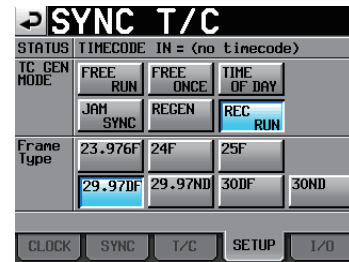 SYNC T/C
STATUS TIMECODE IN = (no timecode)
TC GEN MODE
FREE RUN FREE ONCE TIME OF DAY
JAM SYNC REGEN REC RUN
Frame Type
23.976F 24F 25F
29.97DF 29.97ND 30DF 30ND
CLOCK SYNC T/C SETUP I/O